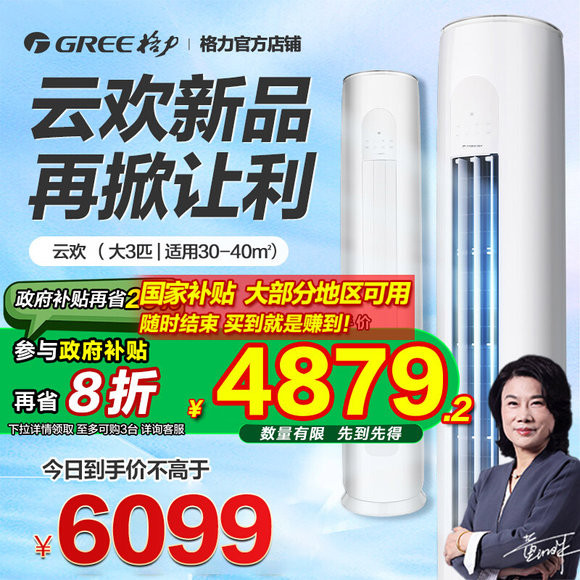 GREE 格力 | 格力官方店铺
云欢新品
再掀让利
云欢 ( 大3匹 | 适用30-40㎡)
政府补贴再省2
国家补贴 大部分地区可用
随时结束 买到就是赚到!
价
参与政府补贴
再省 8折
¥4879.2
下拉详情领取 至多可购3台 详询客服
数量有限 先到先得
今日到手价不高于
¥6099